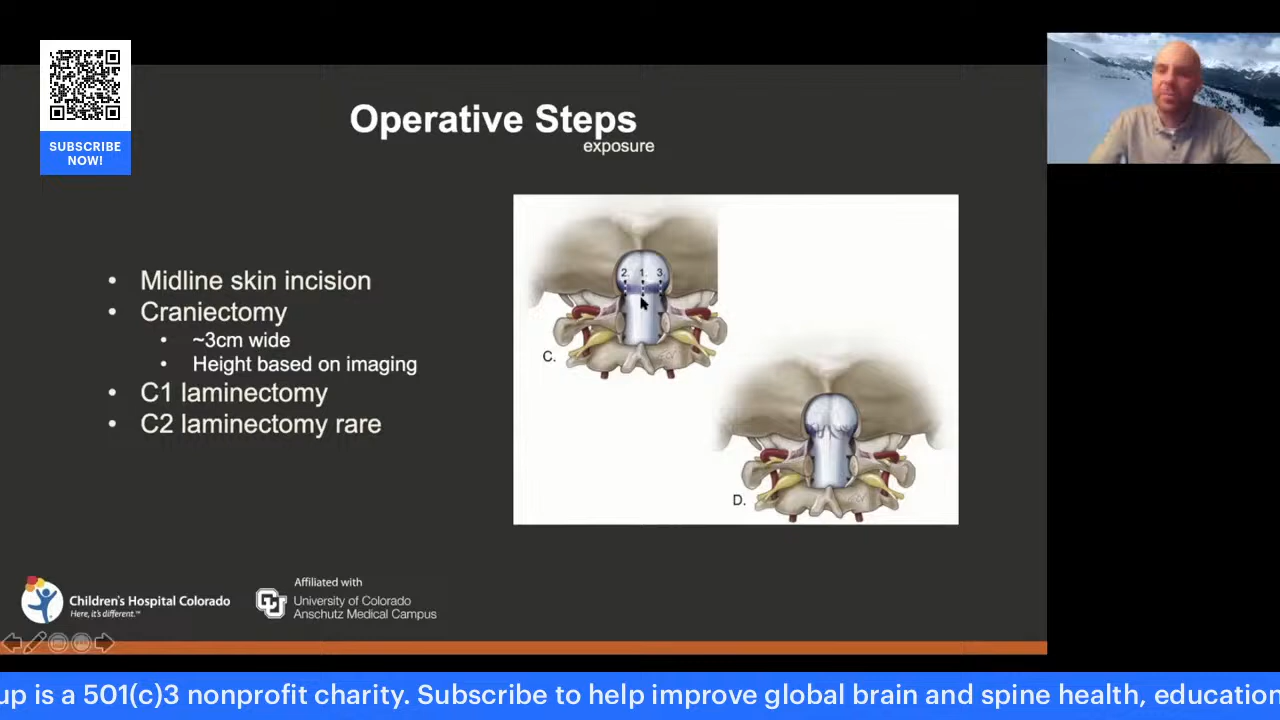 SUBSCRIBE
NOW!
Operative Steps
exposure
• Midline skin incision
• Craniectomy
• ~3cm wide
• Height based on imaging
• C1 laminectomy
• C2 laminectomy rare
2. 1. 3.
C.
D.
Children's Hospital Colorado
Here, it's different.™
Affiliated with
University of Colorado
Anschutz Medical Campus
up is a 501(c)3 nonprofit charity. Subscribe to help improve global brain and spine health, education